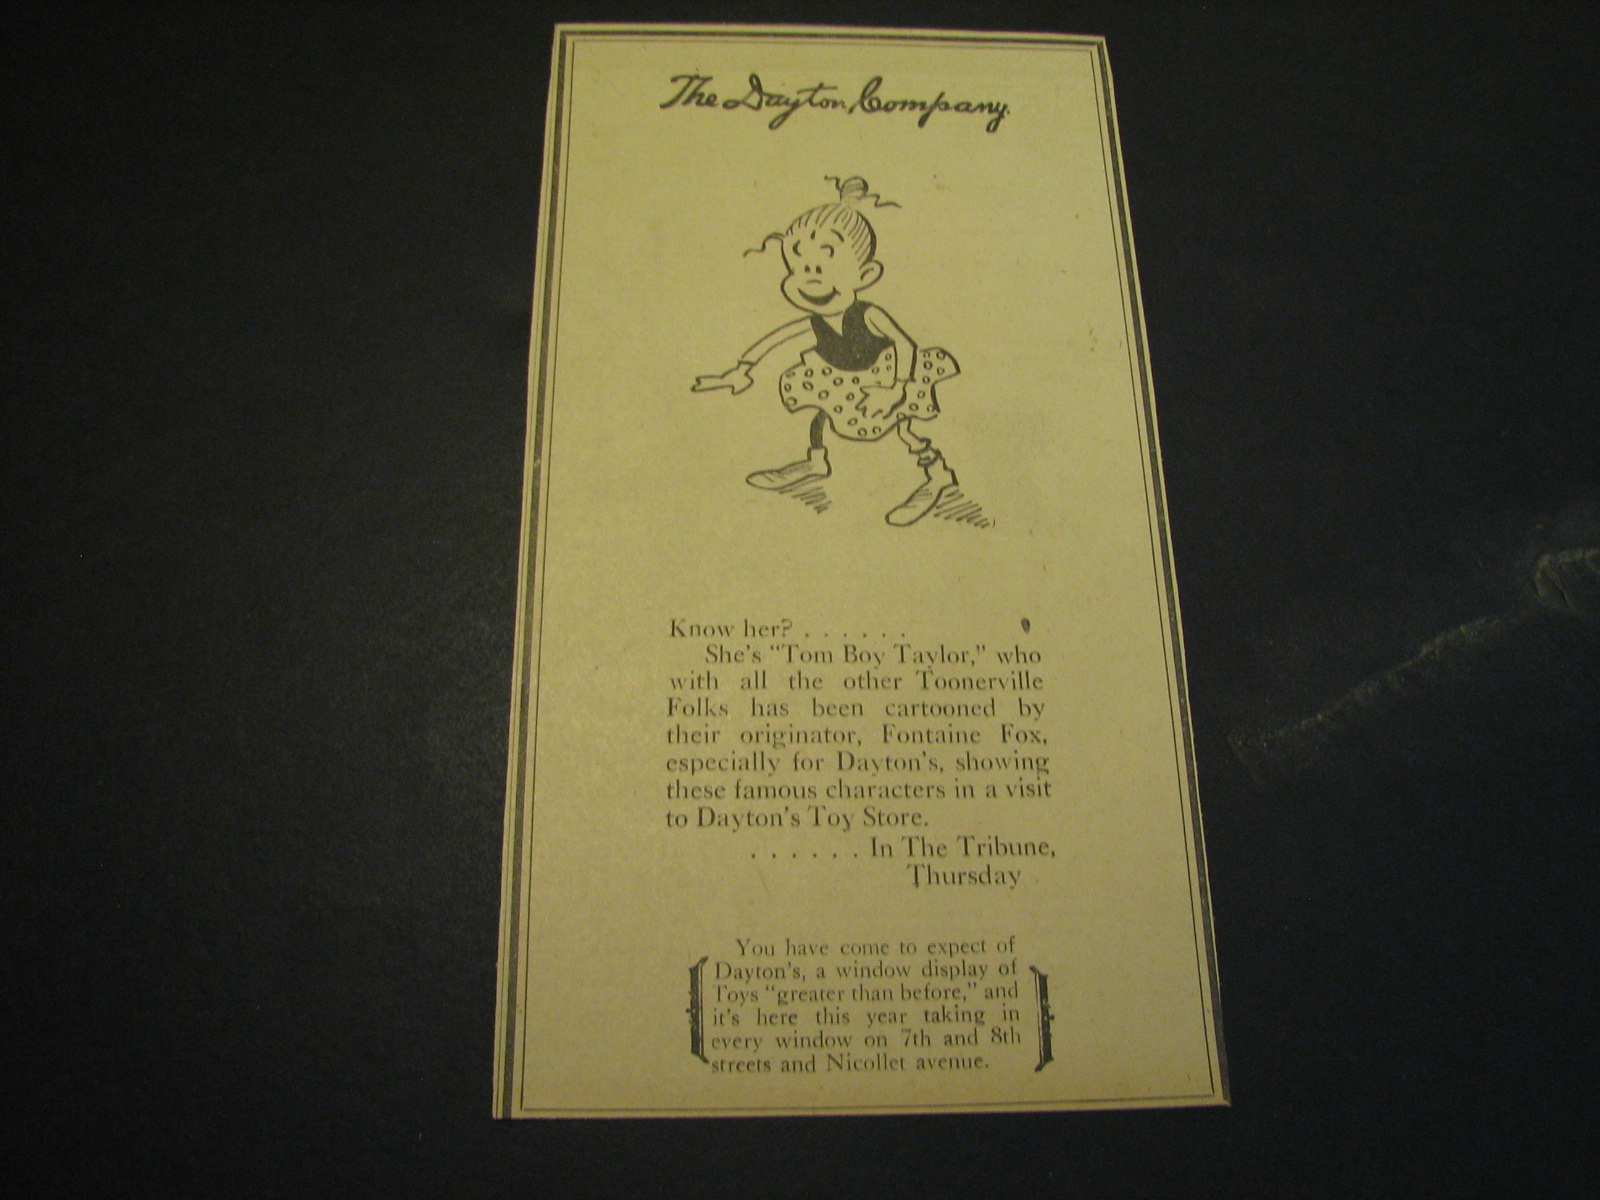 The Dayton Company.
Know her? . . . . . .
She's "Tom Boy Taylor," who
with all the other Toonerville
Folks has been cartooned by
their originator, Fontaine Fox,
especially for Dayton's, showing
these famous characters in a visit
to Dayton's Toy Store.
. . . . . . In The Tribune,
Thursday
You have come to expect of
Dayton's, a window display of
Toys "greater than before," and
it's here this year taking in
every window on 7th and 8th
streets and Nicollet avenue.